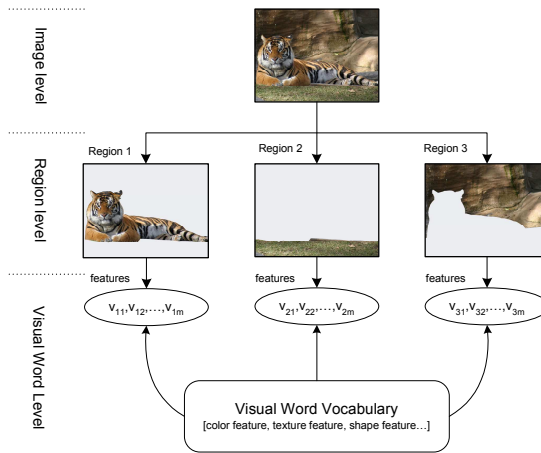 Image level
Region level
Visual Word Level
Region 1
Region 2
Region 3
features
features
features
v11,v12,…,v1m
v21,v22,…,v2m
v31,v32,…,v3m
Visual Word Vocabulary
[color feature, texture feature, shape feature…]